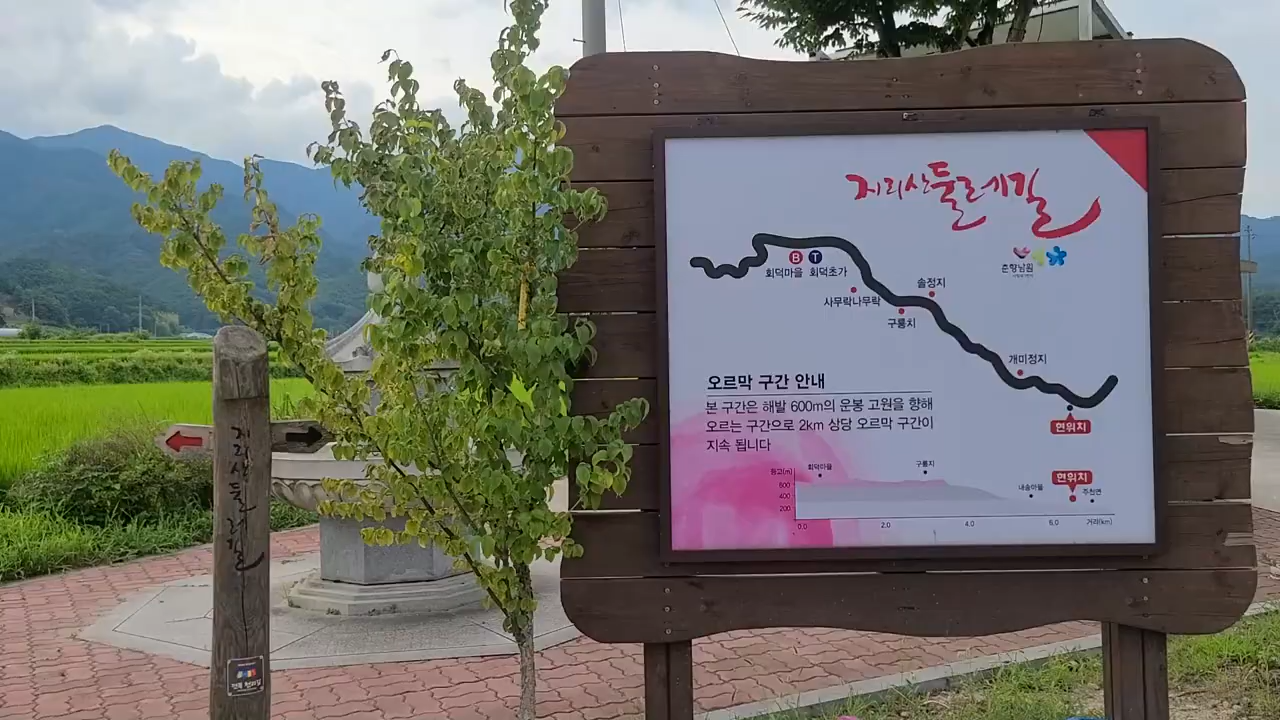 지리산둘레길
춘향남원
B T
회덕마을 회덕초가
사무락다무락
솔정지
구룡치
개미정지
현위치
오르막 구간 안내
본 구간은 해발 600m의 운봉 고원을 향해
오르는 구간으로 2km 상당 오르막 구간이
지속 됩니다
등고(m)
600
400
200
회덕마을
구룡치
내송마을
현위치
주천면
0.0 2.0 4.0 6.0 거리(km)
지리산둘레길